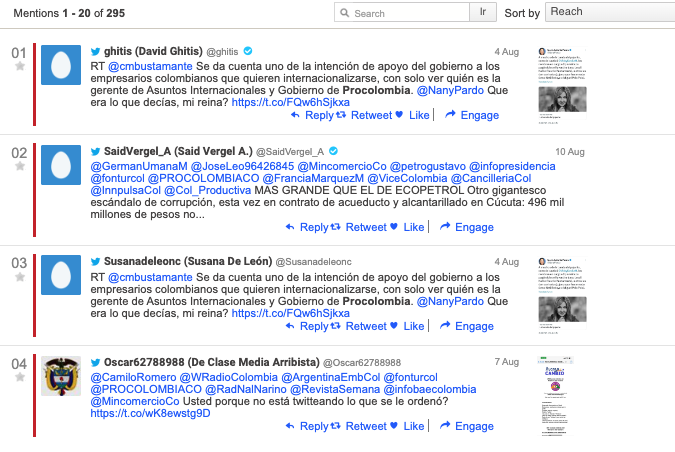 Mentions 1 - 20 of 295
Search
Ir
Sort by
Reach
01
ghitis (David Ghitis) @ghitis
4 Aug
RT @cmbustamante Se da cuenta uno de la intención de apoyo del gobierno a los
empresarios colombianos que quieren internacionalizarse, con solo ver quién es la
gerente de Asuntos Internacionales y Gobierno de Procolombia. @NanyPardo Que
era lo que decías, mi reina? https://t.co/FQw6hSjkxa
Reply Retweet Like Engage
02
SaidVergel_A (Said Vergel A.) @SaidVergel_A
10 Aug
@GermanUmanaM @JoseLeo96426845 @MincomercioCo @petrogustavo @infopresidencia
@fonturcol @PROCOLOMBIACO @FranciaMarquezM @ViceColombia @CancilleriaCol
@InnpulsaCol @Col_Productiva MAS GRANDE QUE EL DE ECOPETROL Otro gigantesco
escándalo de corrupción, esta vez en contrato de acueducto y alcantarillado en Cúcuta: 496 mil
millones de pesos no...
Reply Retweet Like Engage
03
Susanadeleonc (Susana De León) @Susanadeleonc
4 Aug
RT @cmbustamante Se da cuenta uno de la intención de apoyo del gobierno a los
empresarios colombianos que quieren internacionalizarse, con solo ver quién es la
gerente de Asuntos Internacionales y Gobierno de Procolombia. @NanyPardo Que
era lo que decías, mi reina? https://t.co/FQw6hSjkxa
Reply Retweet Like Engage
04
Oscar62788988 (De Clase Media Arribista) @Oscar62788988
7 Aug
@CamiloRomero @WRadioColombia @ArgentinaEmbCol @fonturcol
@PROCOLOMBIACO @RadNalNarino @RevistaSemana @infobaecolombia
@MincomercioCo Usted porque no está twitteando lo que se le ordenó?
https://t.co/wK8ewstg9D
Reply Retweet Like Engage